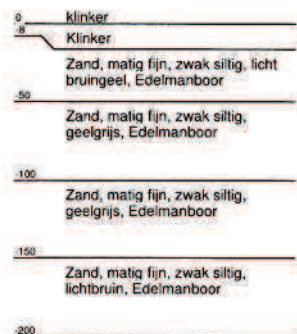 0 klinker
-8 Klinker
Zand, matig fijn, zwak siltig, licht
bruingeel, Edelmanboor
-50
Zand, matig fijn, zwak siltig,
geelgrijs, Edelmanboor
-100
Zand, matig fijn, zwak siltig,
geelgrijs, Edelmanboor
-150
Zand, matig fijn, zwak siltig,
lichtbruin, Edelmanboor
-200